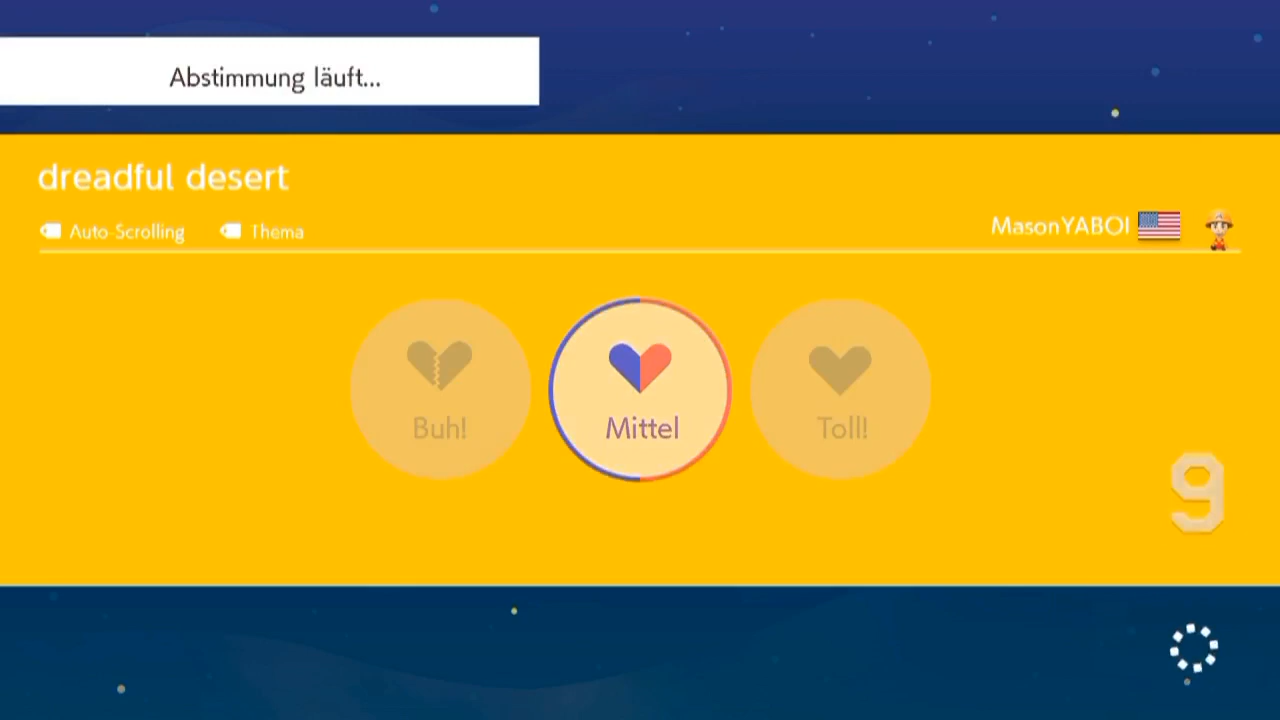 Abstimmung läuft...
dreadful desert
Auto-Scrolling Thema
MasonYABOI
Buh! Mittel Toll!
9